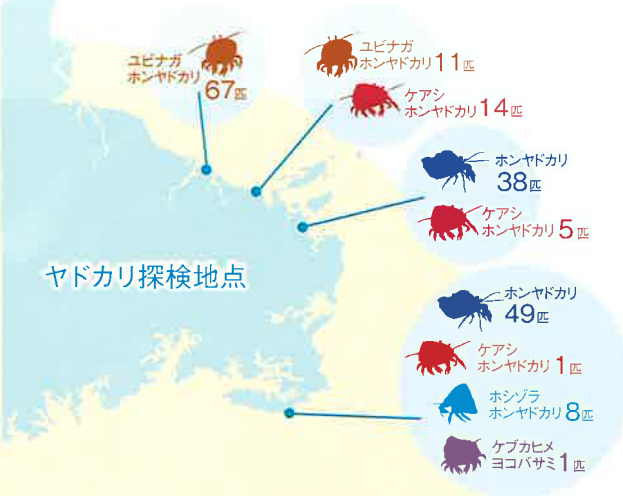 ユビナガ
ホンヤドカリ
67匹
ユビナガ
ホンヤドカリ 11匹
ケアシ
ホンヤドカリ 14匹
ホンヤドカリ
38匹
ケアシ
ホンヤドカリ 5匹
ヤドカリ探検地点
ホンヤドカリ
49匹
ケアシ
ホンヤドカリ 1匹
ホシゾラ
ホンヤドカリ 8匹
ケブカヒメ
ヨコバサミ 1匹